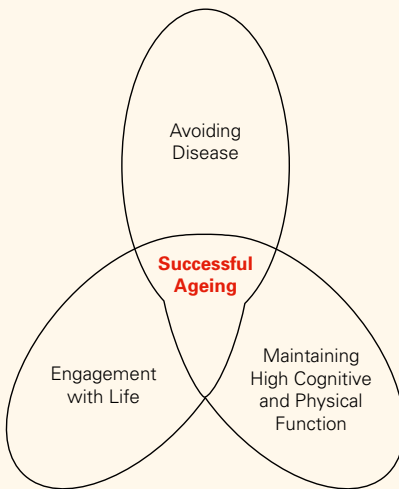 Avoiding
Disease
Successful
Ageing
Engagement
with Life
Maintaining
High Cognitive
and Physical
Function